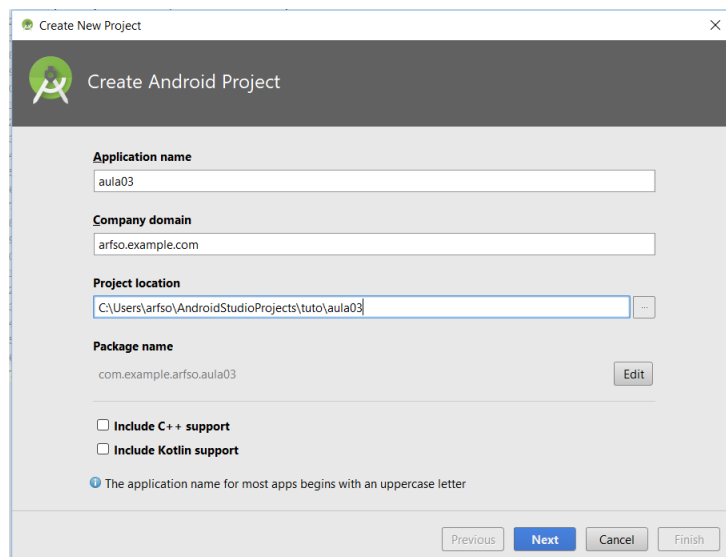 Create New Project
Create Android Project
Application name
aula03
Company domain
arfso.example.com
Project location
C:\Users\arfso\AndroidStudioProjects\tuto\aula03
...
Package name
com.example.arfso.aula03
Edit
Include C++ support
Include Kotlin support
The application name for most apps begins with an uppercase letter
Previous Next Cancel Finish